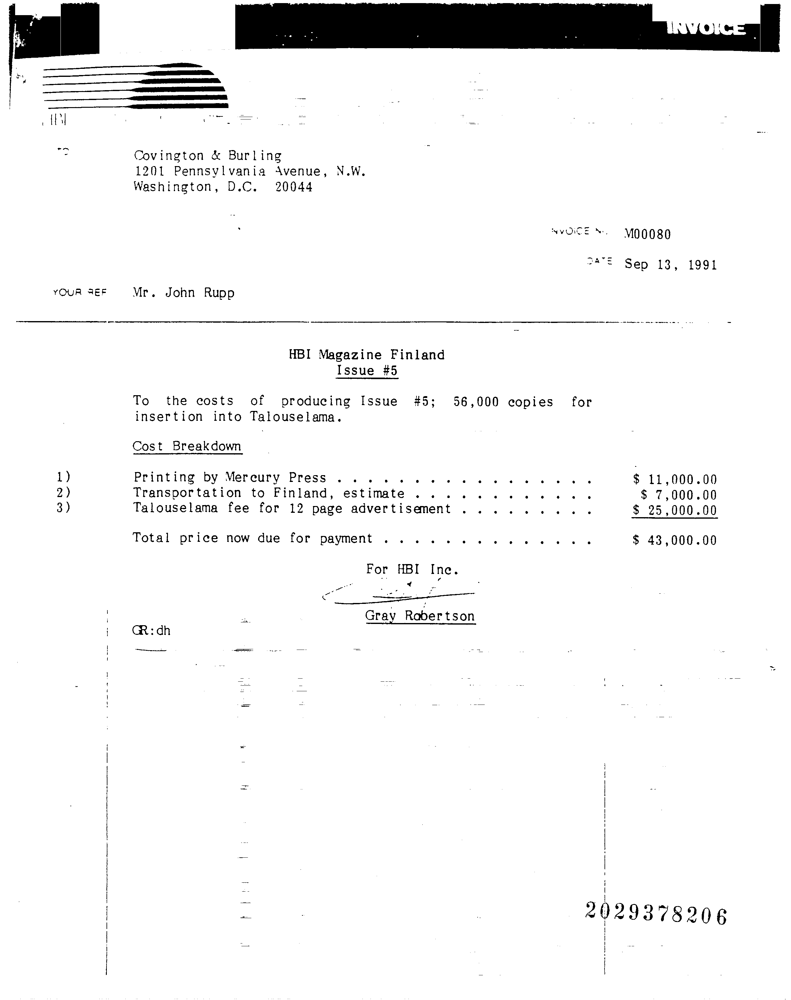 INVOICE
HBI
TO
Covington & Burling
1201 Pennsylvania Avenue, N.W.
Washington, D.C. 20044
INVOICE No. M00080
DATE Sep 13, 1991
YOUR REF Mr. John Rupp
HBI Magazine Finland
Issue #5
To the costs of producing Issue #5; 56,000 copies for
insertion into Talouselama.
Cost Breakdown
1) Printing by Mercury Press . . . . . . . . . . . . . . . . . $ 11,000.00
2) Transportation to Finland, estimate . . . . . . . . . . . . $ 7,000.00
3) Talouselama fee for 12 page advertisement . . . . . . . . . $ 25,000.00
Total price now due for payment . . . . . . . . . . . . . . $ 43,000.00
For HBI Inc.
Gray Robertson
GR:dh
2029378206